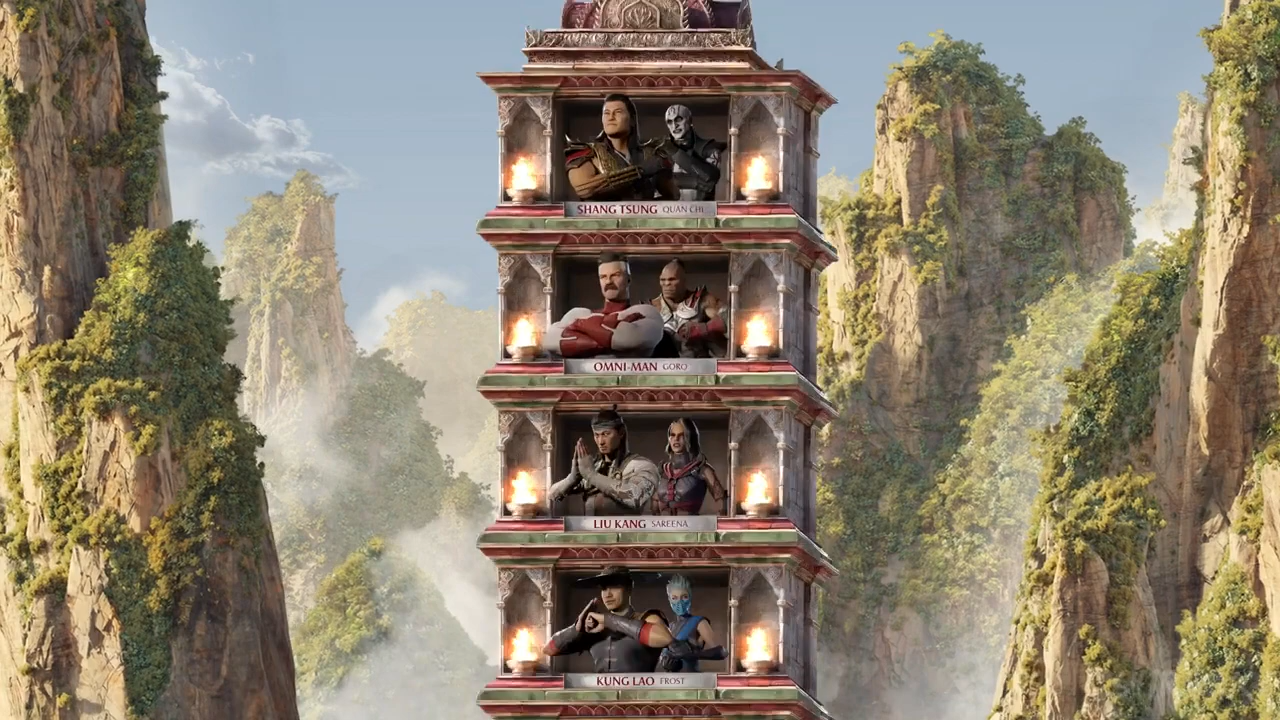 SHANG TSUNG QUAN CHI
OMNI-MAN GORO
LIU KANG SAREENA
KUNG LAO FROST